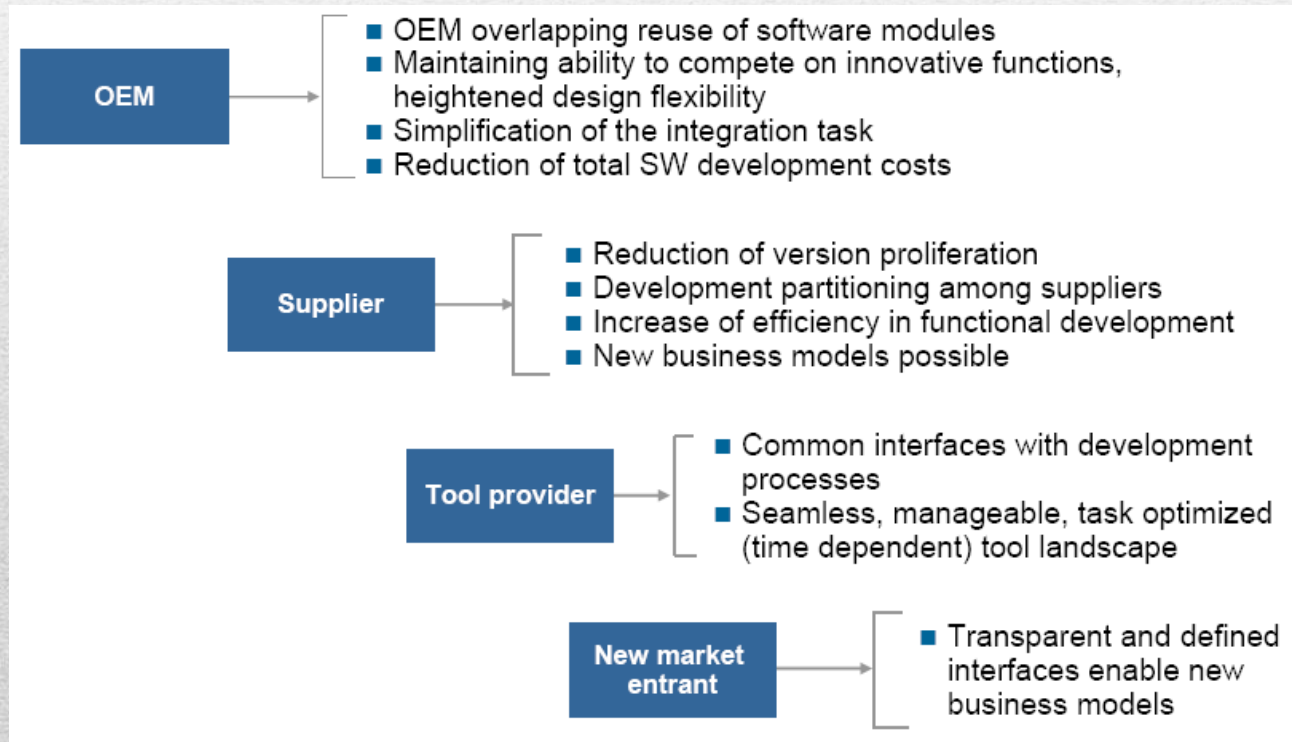 OEM
■ OEM overlapping reuse of software modules
■ Maintaining ability to compete on innovative functions,
heightened design flexibility
■ Simplification of the integration task
■ Reduction of total SW development costs
Supplier
■ Reduction of version proliferation
■ Development partitioning among suppliers
■ Increase of efficiency in functional development
■ New business models possible
Tool provider
■ Common interfaces with development
processes
■ Seamless, manageable, task optimized
(time dependent) tool landscape
New market
entrant
■ Transparent and defined
interfaces enable new
business models